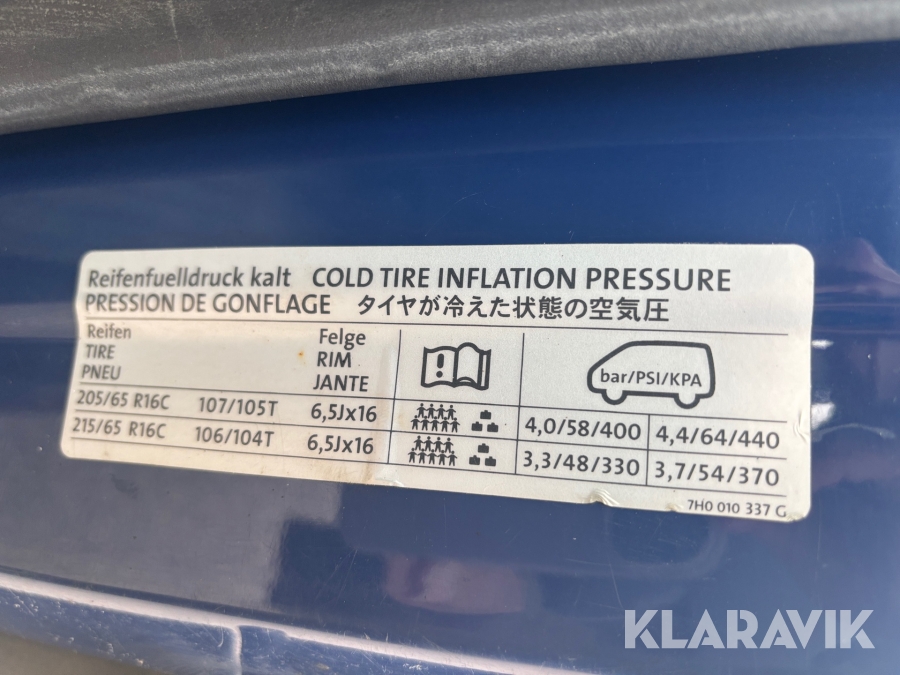 Reifenfuelldruck kalt COLD TIRE INFLATION PRESSURE
PRESSION DE GONFLAGE タイヤが冷えた状態の空気圧
Reifen Felge
TIRE RIM
PNEU JANTE
bar/PSI/KPA
205/65 R16C 107/105T 6,5Jx16 4,0/58/400 4,4/64/440
215/65 R16C 106/104T 6,5Jx16 3,3/48/330 3,7/54/370
7H0 010 337 G
KLARAVIK